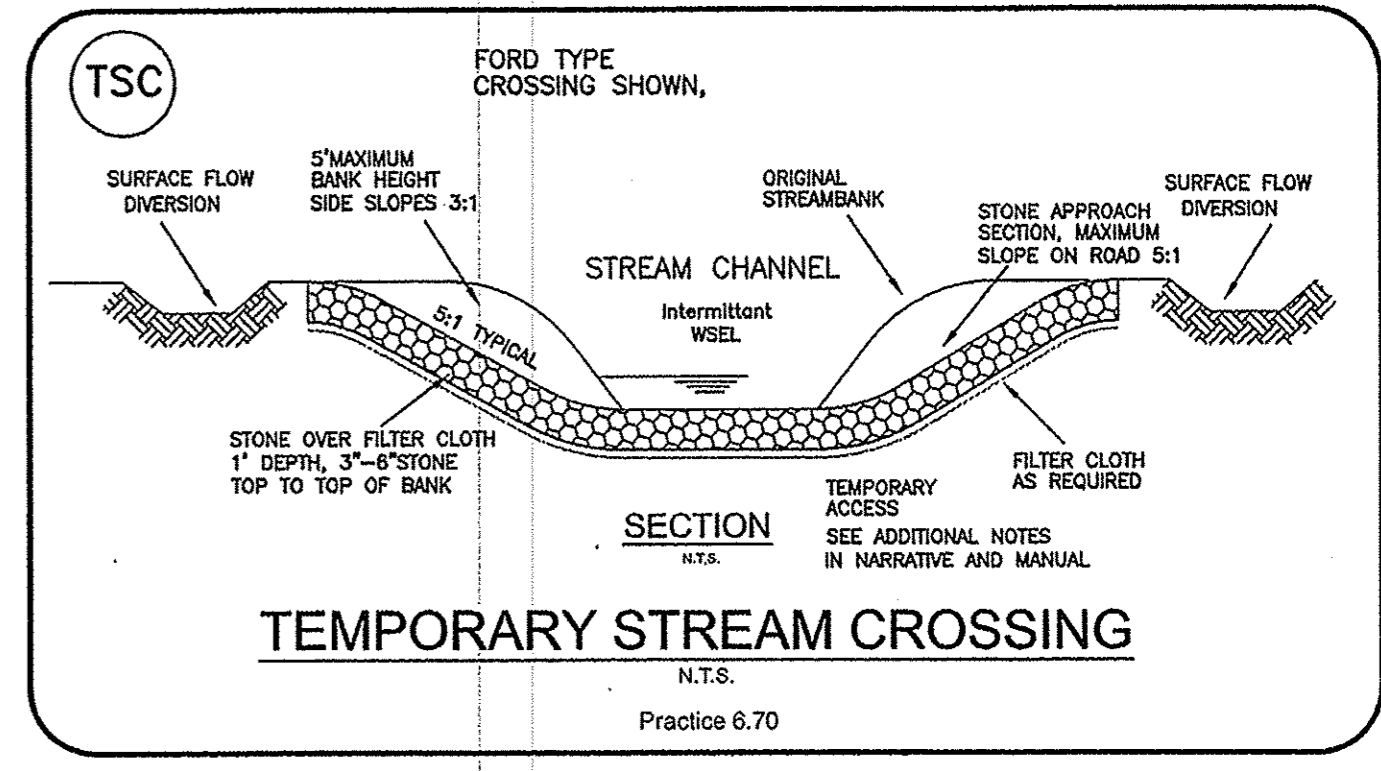 TSC
FORD TYPE
CROSSING SHOWN,
SURFACE FLOW
DIVERSION
5'MAXIMUM
BANK HEIGHT
SIDE SLOPES 3:1
ORIGINAL
STREAMBANK
STONE APPROACH
SECTION, MAXIMUM
SLOPE ON ROAD 5:1
SURFACE FLOW
DIVERSION
STREAM CHANNEL
Intermittant
WSEL
5:1 TYPICAL
STONE OVER FILTER CLOTH
1' DEPTH, 3"-6"STONE
TOP TO TOP OF BANK
FILTER CLOTH
AS REQUIRED
TEMPORARY
ACCESS
SEE ADDITIONAL NOTES
IN NARRATIVE AND MANUAL
SECTION
N.T.S.
TEMPORARY STREAM CROSSING
N.T.S.
Practice 6.70